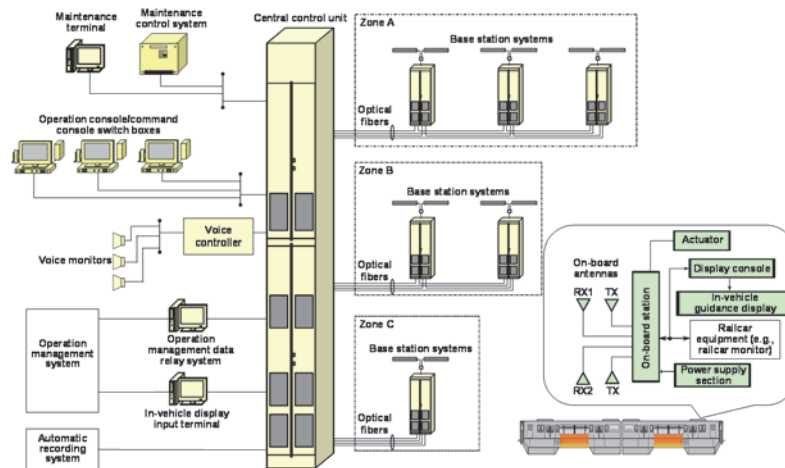 Maintenance
terminal
Maintenance
control system
Central control unit
Operation console/command
console switch boxes
Voice monitors
Voice
controller
Operation
management
system
Operation
management data
relay system
In-vehicle display
input terminal
Automatic
recording
system
Zone A
Base station systems
Optical
fibers
Zone B
Base station systems
Optical
fibers
Zone C
Base station systems
Optical
fibers
On-board
antennas
RX1
TX
RX2
TX
On-board station
Actuator
Display console
In-vehicle
guidance display
Railcar
equipment (e.g.,
railcar monitor)
Power supply
section